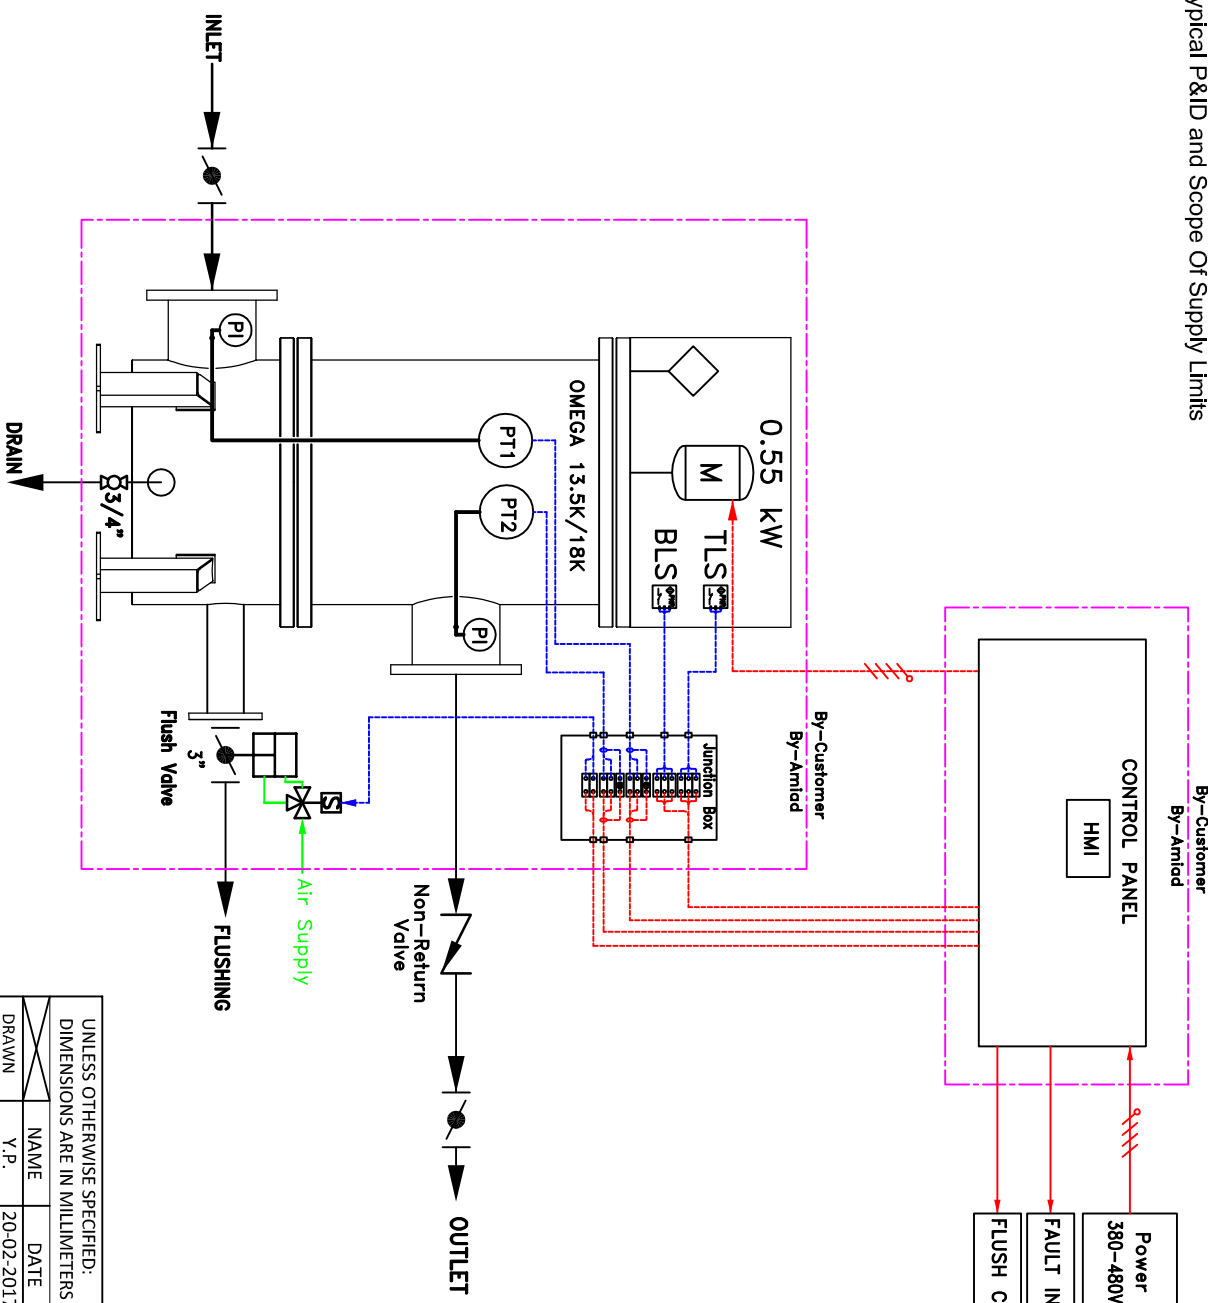 ypical P&ID and Scope Of Supply Limits
By-Customer
By-Amiad
CONTROL PANEL
HMI
Power
380-480V
FAULT IN
FLUSH C
By-Customer
By-Amiad
0.55 kW
M
TLS
BLS
OMEGA 13.5K/18K
Junction Box
PT1
PT2
PI
PI
INLET
OUTLET
Non-Return
Valve
S
Air Supply
FLUSHING
Flush Valve
3"
3/4"
DRAIN
UNLESS OTHERWISE SPECIFIED:
DIMENSIONS ARE IN MILLIMETERS
NAME
DATE
DRAWN
Y.P.
20-02-2017